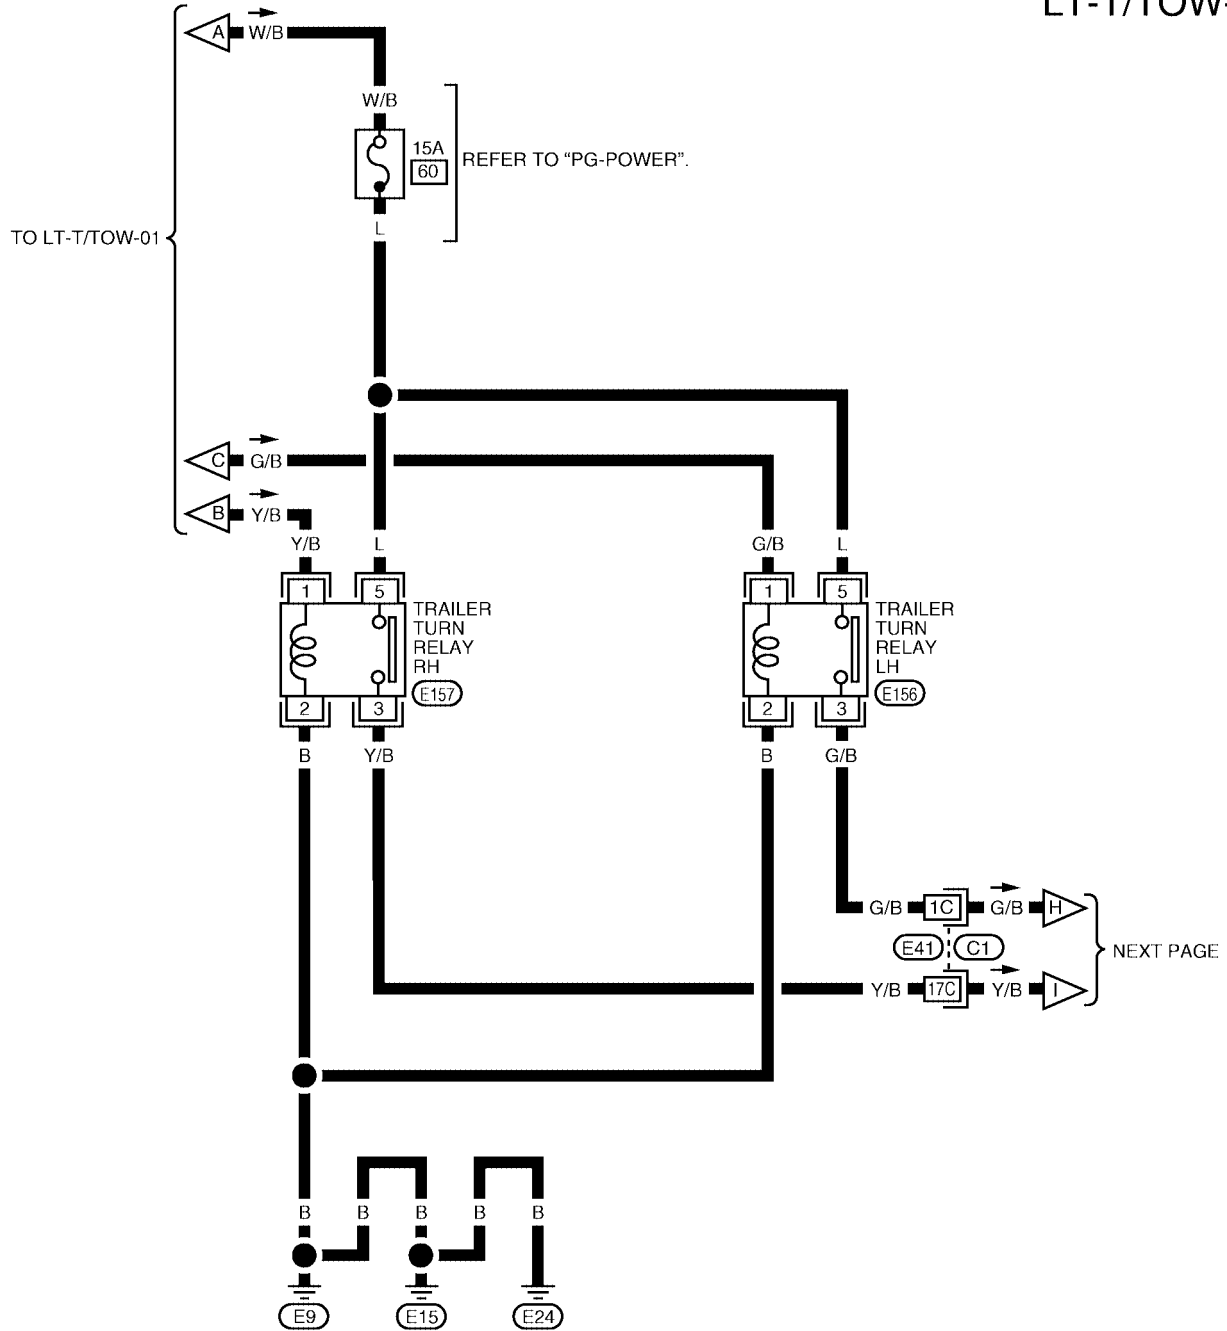 LT-T/TOW-
A W/B
W/B
15A
60
REFER TO “PG-POWER”.
L
TO LT-T/TOW-01
C G/B
B Y/B
Y/B L G/B L
1 5 1 5
TRAILER
TURN
RELAY
RH
E157
TRAILER
TURN
RELAY
LH
E156
2 3 2 3
B Y/B B G/B
G/B 1C G/B H
E41 C1
NEXT PAGE
Y/B 17C Y/B I
B B B B B
E9 E15 E24